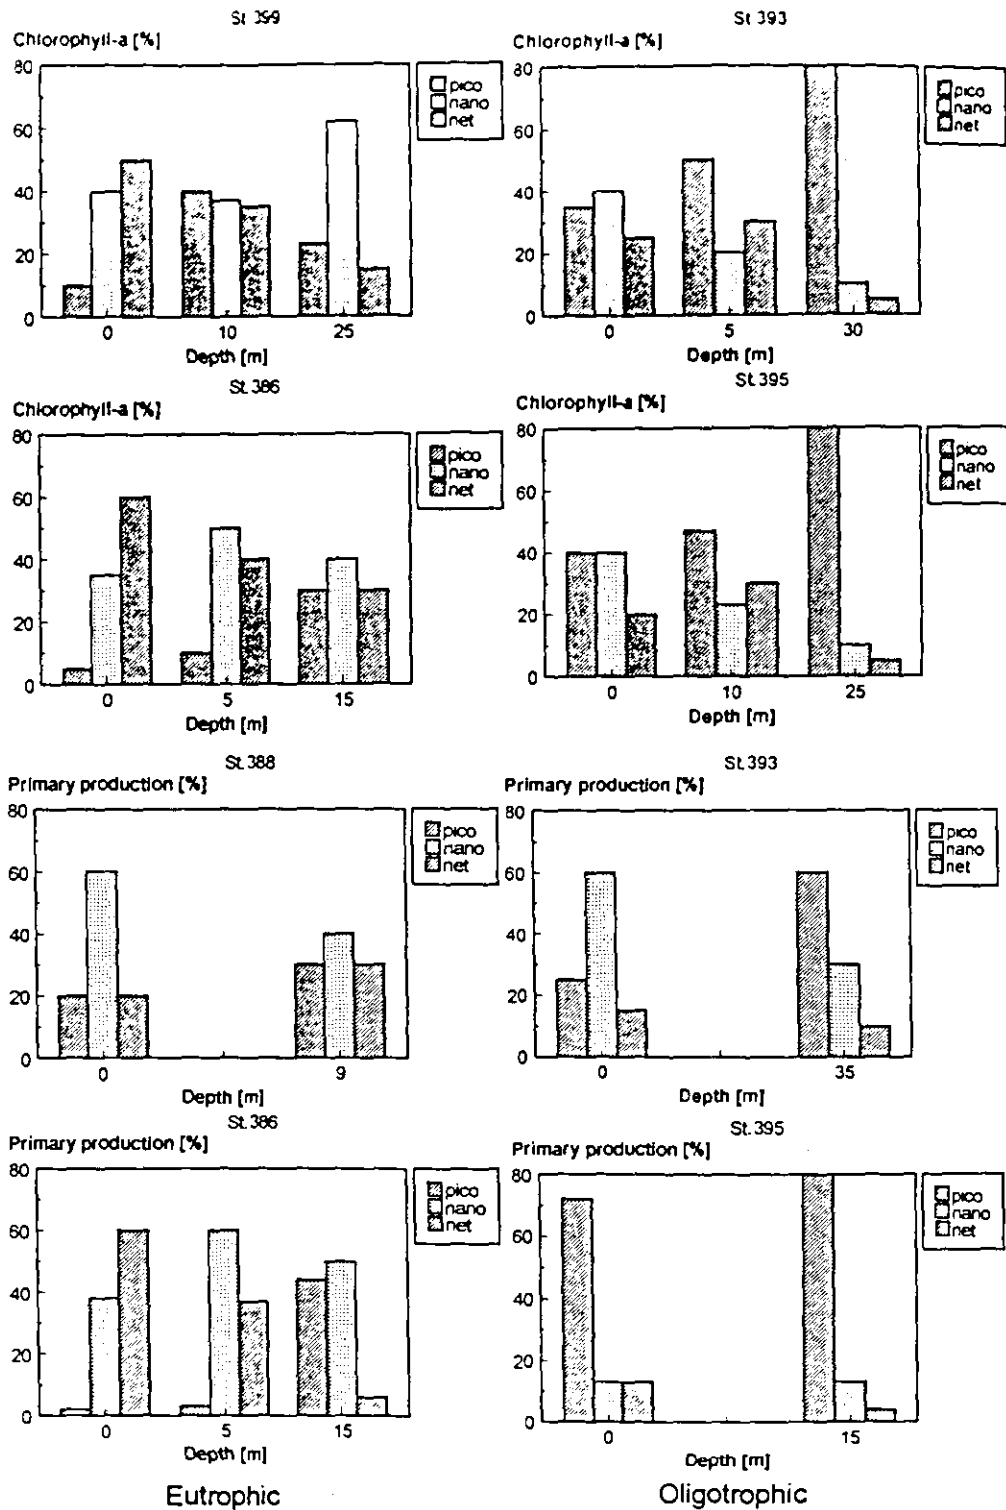 St. 399
Chlorophyll-a [%]
80
60
40
20
0
pico
nano
net
0 10 25
Depth [m]
St. 393
Chlorophyll-a [%]
80
60
40
20
0
pico
nano
net
0 5 30
Depth [m]
St. 386
Chlorophyll-a [%]
80
60
40
20
0
pico
nano
net
0 5 15
Depth [m]
St. 395
Chlorophyll-a [%]
80
60
40
20
0
pico
nano
net
0 10 25
Depth [m]
St. 388
Primary production [%]
80
60
40
20
0
pico
nano
net
0 9
Depth [m]
St. 393
Primary production [%]
80
60
40
20
0
pico
nano
net
0 35
Depth [m]
St. 386
Primary production [%]
80
60
40
20
0
pico
nano
net
0 5 15
Depth [m]
St. 395
Primary production [%]
80
60
40
20
0
pico
nano
net
0 15
Depth [m]
Eutrophic
Oligotrophic